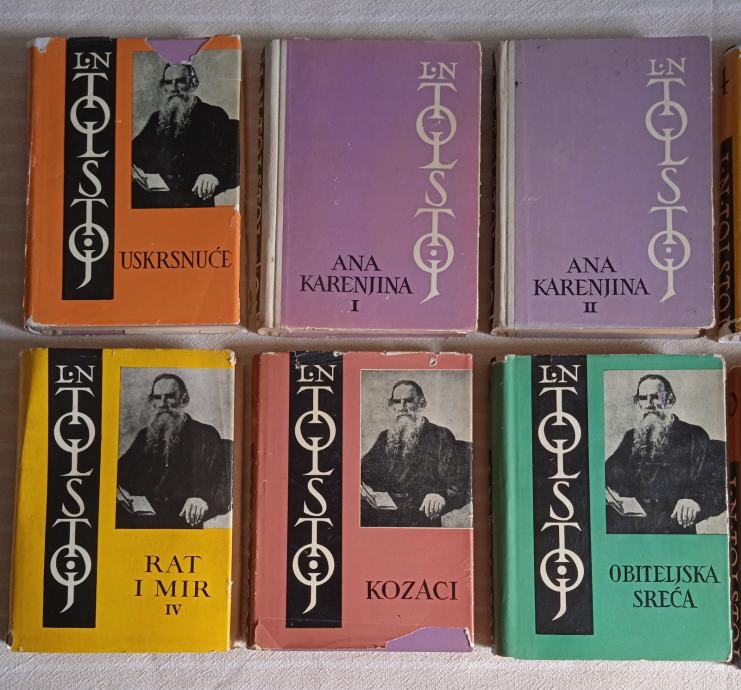 L·N
TOLSTOJ
USKRSNUĆE
L·N
TOLSTOJ
ANA
KARENJINA
I
L·N
TOLSTOJ
ANA
KARENJINA
II
L·N
TOLSTOJ
RAT
I MIR
IV
L·N
TOLSTOJ
KOZACI
L·N
TOLSTOJ
OBITELJSKA
SREĆA